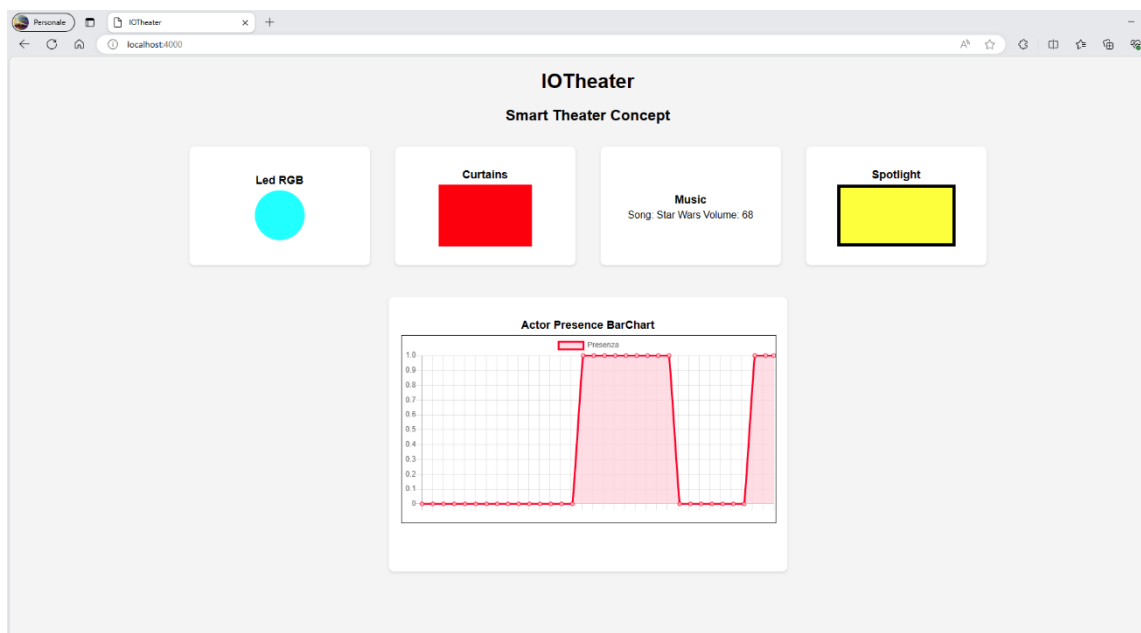 Personale
IOTheater
localhost:4000
IOTheater
Smart Theater Concept
Led RGB
Curtains
Music
Song: Star Wars Volume: 68
Spotlight
Actor Presence BarChart
Presenza
1.0
0.9
0.8
0.7
0.6
0.5
0.4
0.3
0.2
0.1
0